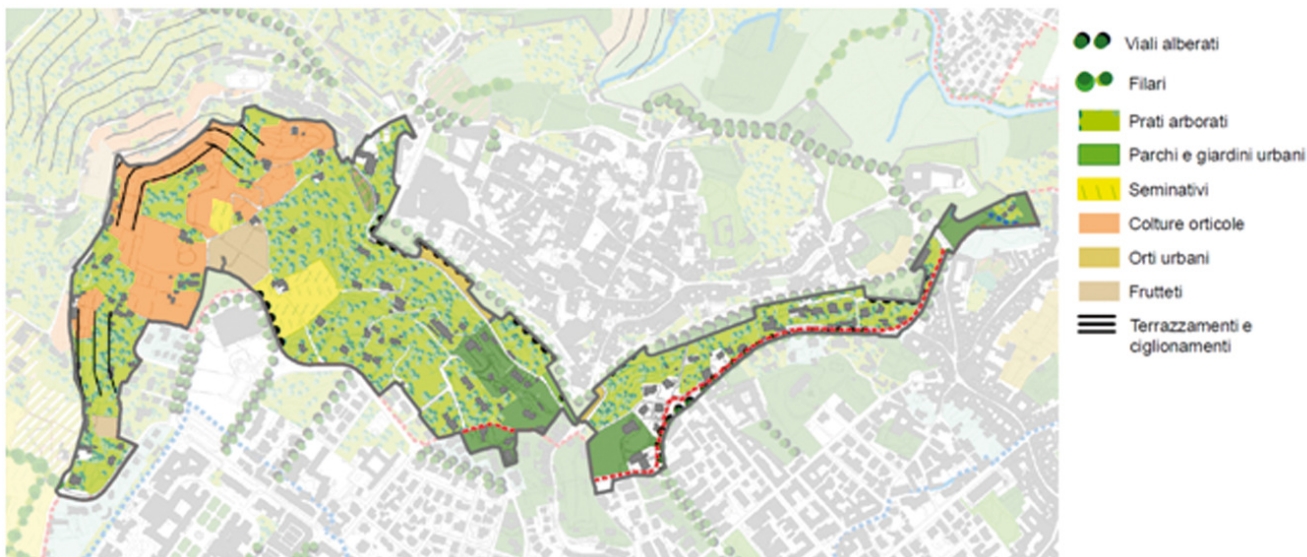 Viali alberati
Filari
Prati arborati
Parchi e giardini urbani
Seminativi
Colture orticole
Orti urbani
Frutteti
Terrazzamenti e
ciglionamenti